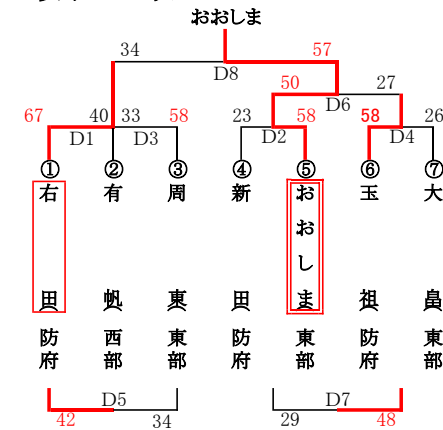 おおしま
34 57
D8
50 27
D6
67 40 33 58 23 58 58 26
D1 D3 D2 D4
① ② ③ ④ ⑤ ⑥ ⑦
右田(防府
有帆(西部
周東(東部
新田(防府
おおしま(東部
玉祖(防府
大畠(東部
D5 D7
42 34 29 48